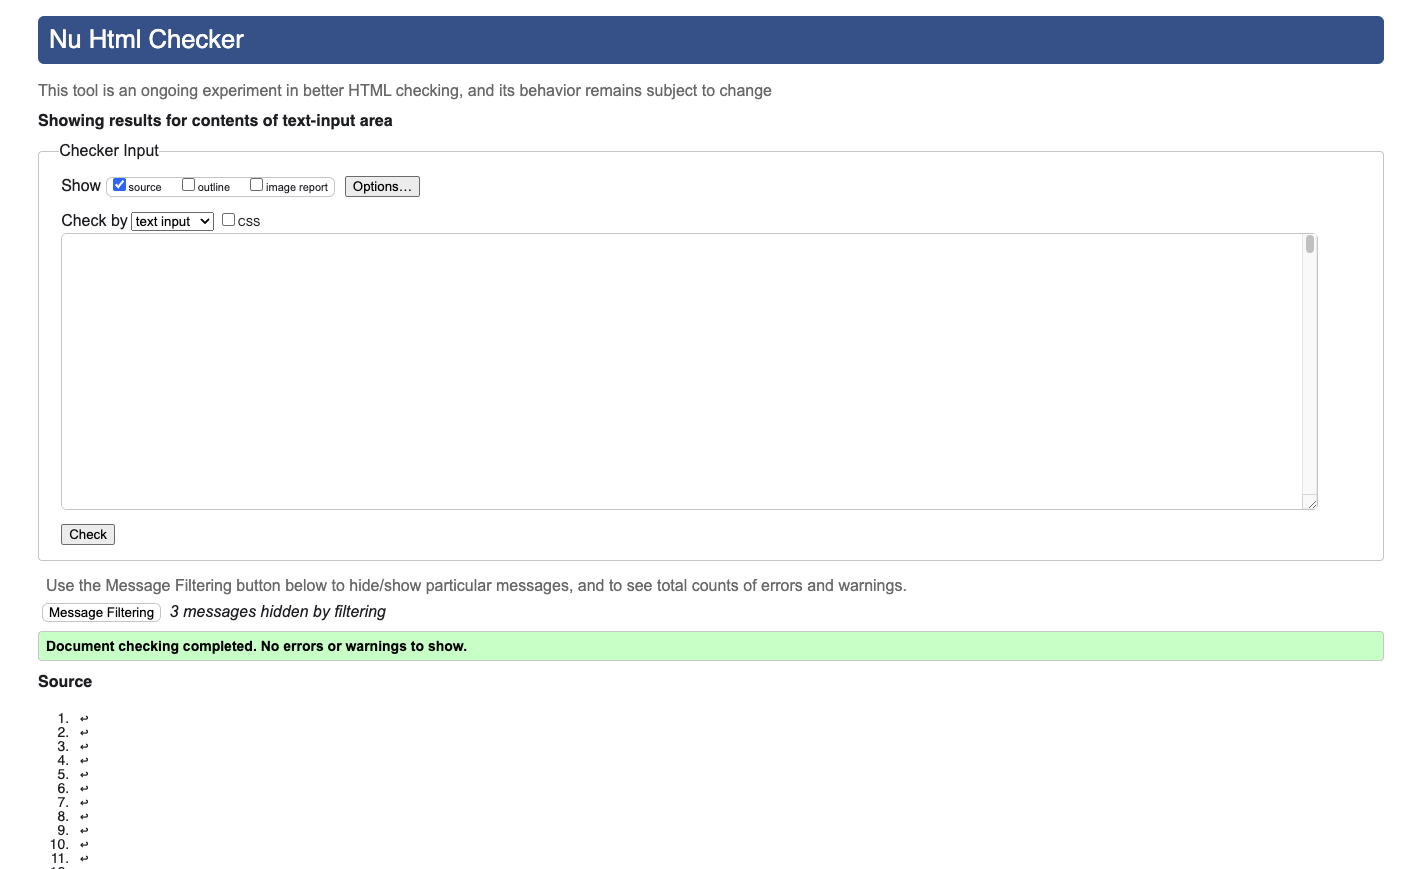 Nu Html Checker
This tool is an ongoing experiment in better HTML checking, and its behavior remains subject to change
Showing results for contents of text-input area
Checker Input
Show source outline image report Options...
Check by text input CSS
Check
Use the Message Filtering button below to hide/show particular messages, and to see total counts of errors and warnings.
Message Filtering 3 messages hidden by filtering
Document checking completed. No errors or warnings to show.
Source
1. ↩
2. ↩
3. ↩
4. ↩
5. ↩
6. ↩
7. ↩
8. ↩
9. ↩
10. ↩
11. ↩